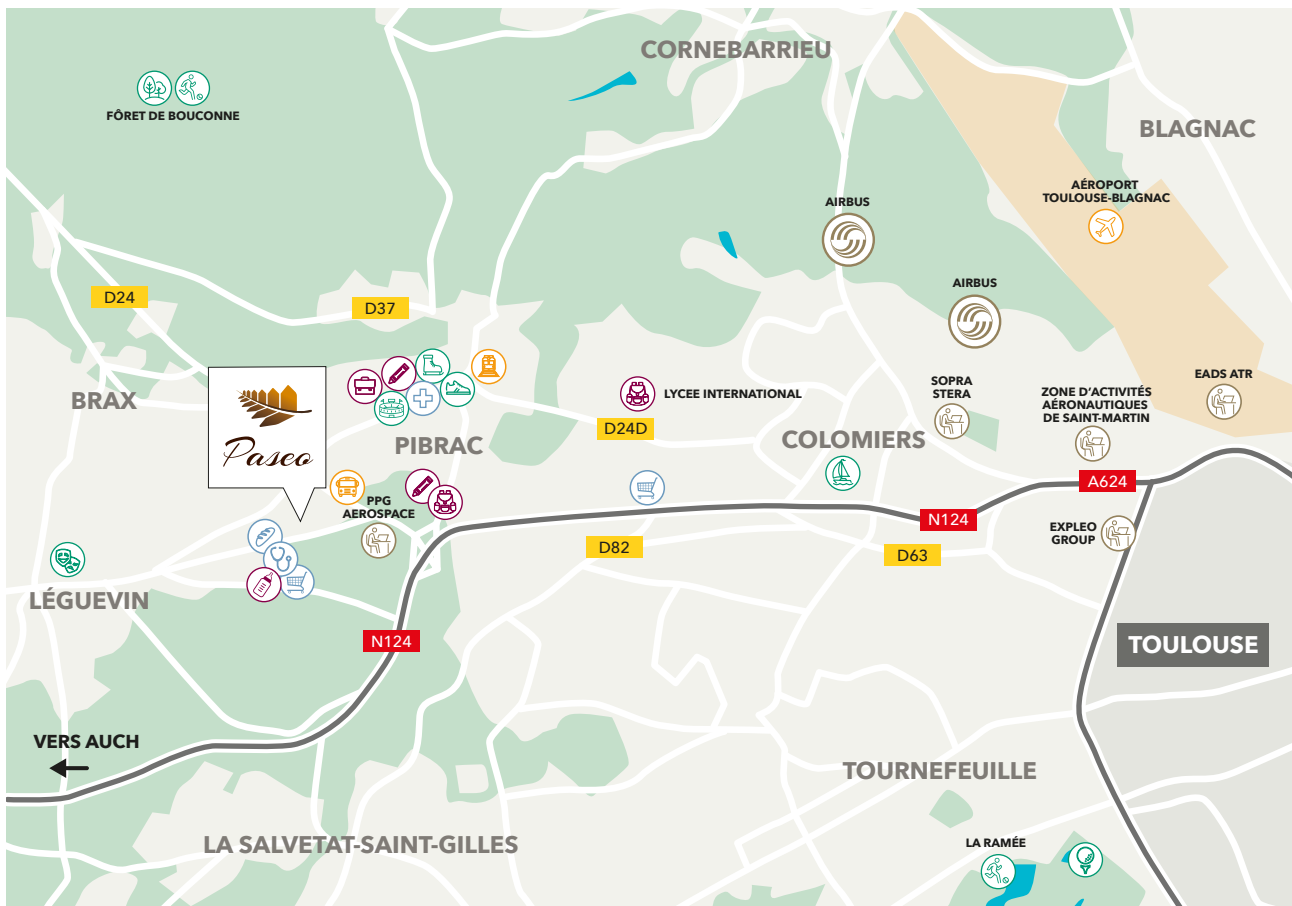 CORNEBARRIEU
FÔRET DE BOUCONNE
BLAGNAC
AÉROPORT
TOULOUSE-BLAGNAC
AIRBUS
AIRBUS
D24
D37
BRAX
Paseo
PIBRAC
LYCEE INTERNATIONAL
D24D
COLOMIERS
SOPRA
STERA
ZONE D'ACTIVITÉS
AÉRONAUTIQUES
DE SAINT-MARTIN
EADS ATR
A624
PPG
AEROSPACE
N124
EXPLEO
GROUP
D82
D63
LÉGUEVIN
N124
TOULOUSE
VERS AUCH
TOURNEFEUILLE
LA SALVETAT-SAINT-GILLES
LA RAMÉE